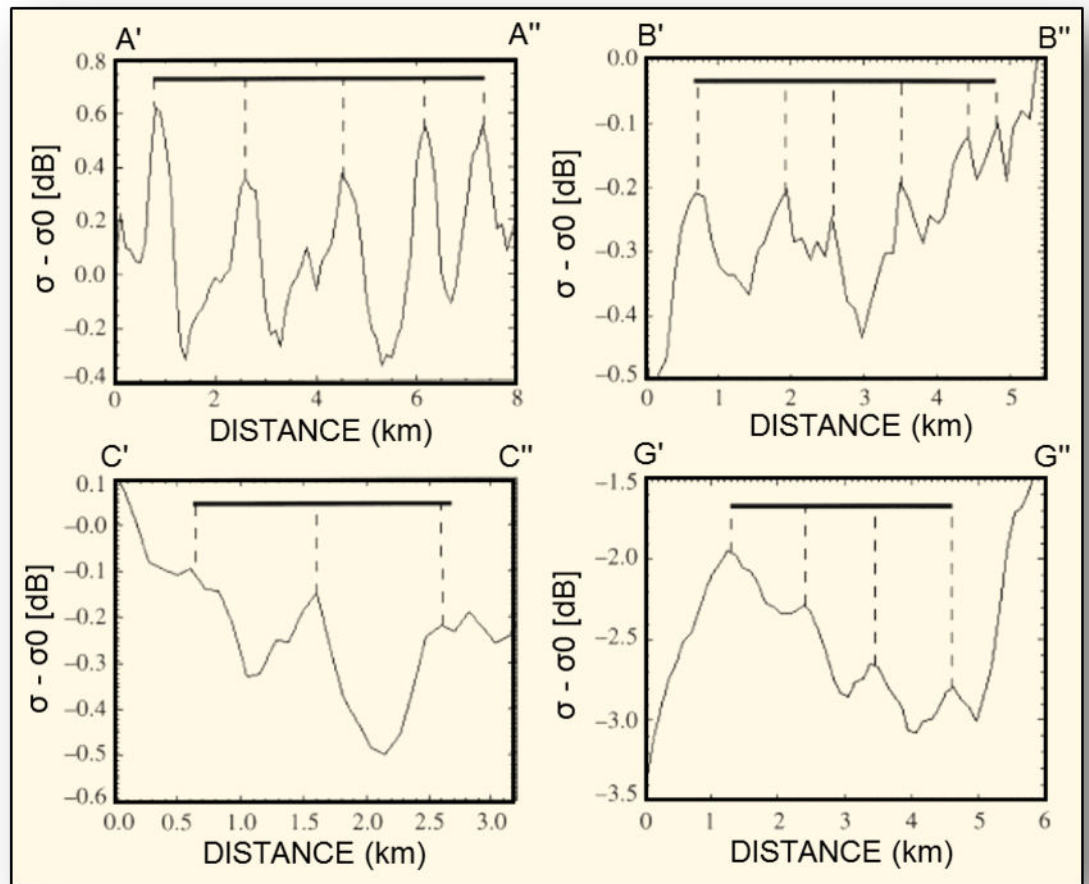 A' A"
0.8
0.6
0.4
0.2
0.0
–0.2
–0.4
σ - σ0 [dB]
0 2 4 6 8
DISTANCE (km)
B' B"
0.0
–0.1
–0.2
–0.3
–0.4
–0.5
σ - σ0 [dB]
0 1 2 3 4 5
DISTANCE (km)
C' C"
0.1
–0.0
–0.1
–0.2
–0.3
–0.4
–0.5
–0.6
σ - σ0 [dB]
0.0 0.5 1.0 1.5 2.0 2.5 3.0
DISTANCE (km)
G' G"
–1.5
–2.0
–2.5
–3.0
–3.5
σ - σ0 [dB]
0 1 2 3 4 5 6
DISTANCE (km)